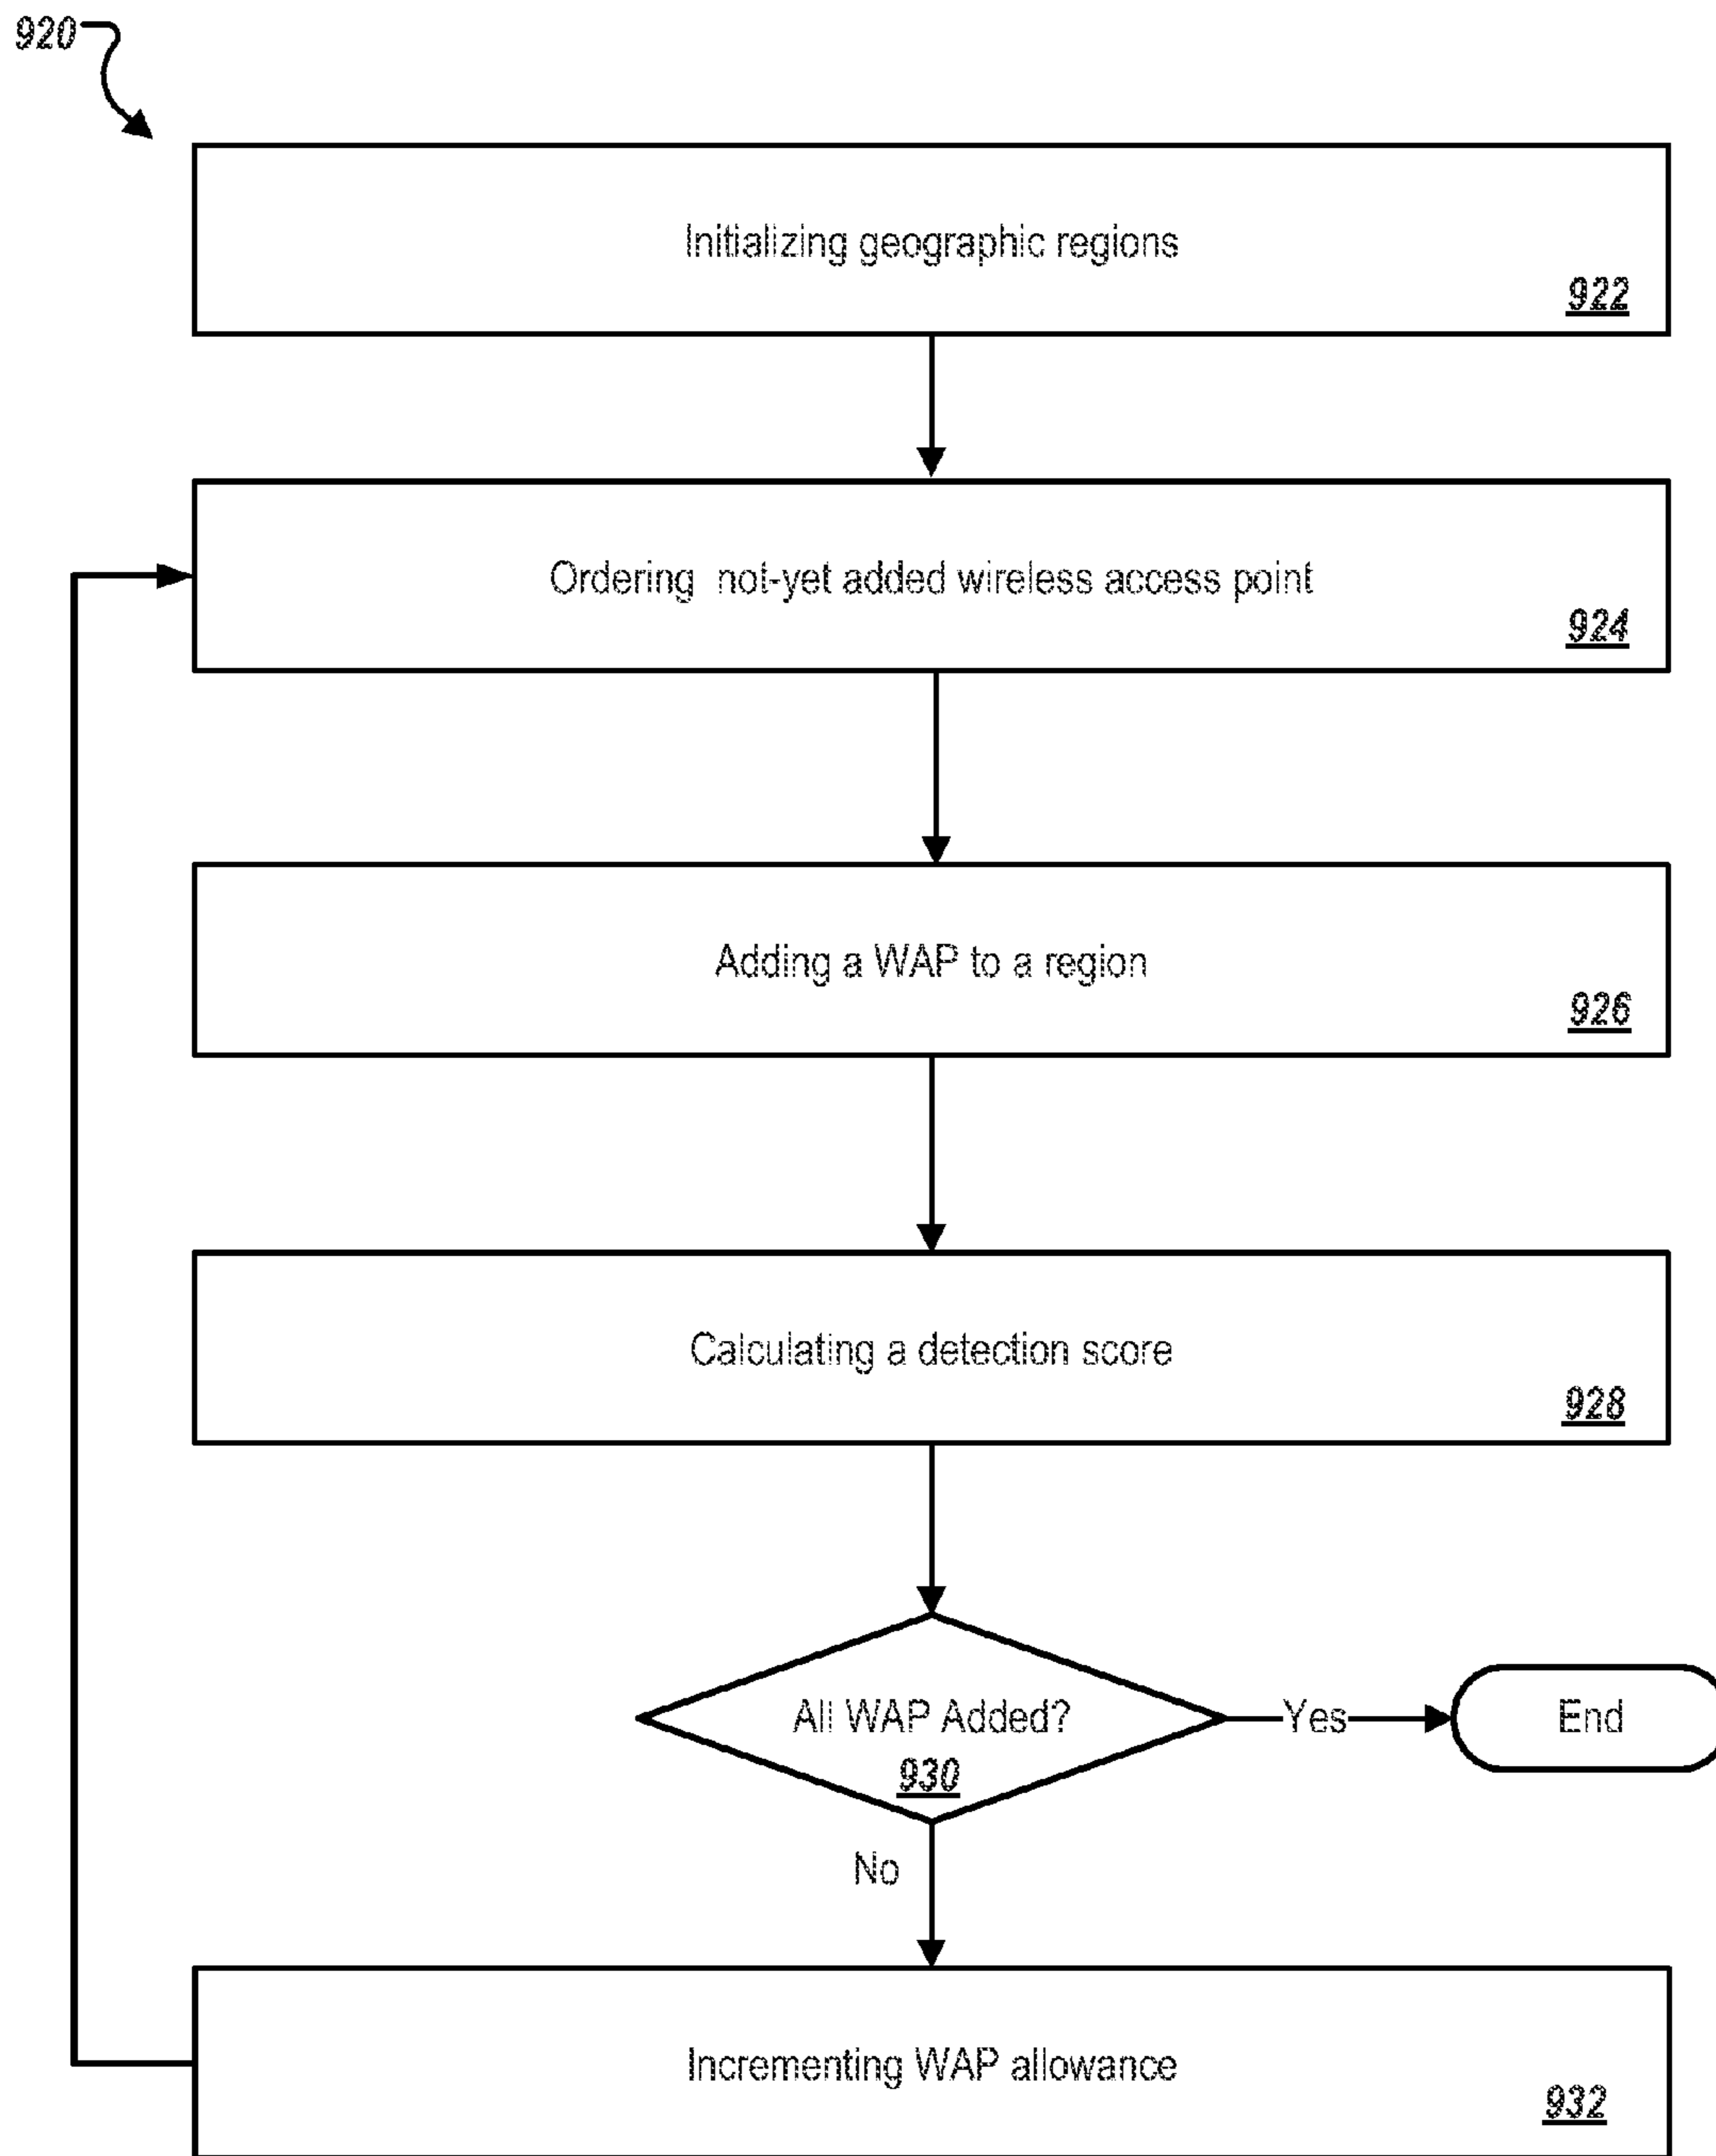 920
Initializing geographic regions
922
Ordering not-yet added wireless access point
924
Adding a WAP to a region
926
Calculating a detection score
928
All WAP Added?
930
Yes
End
No
Incrementing WAP allowance
932